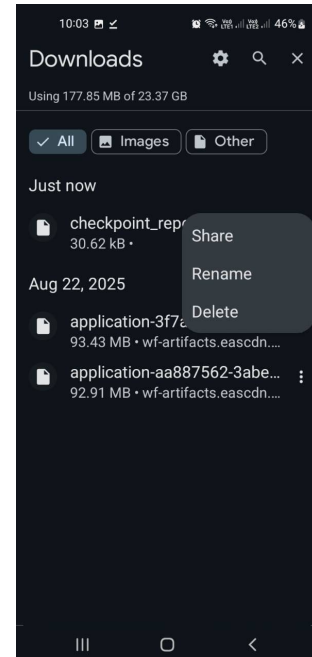 10:03 46%
Downloads
Using 177.85 MB of 23.37 GB
All Images Other
Just now
checkpoint_rep
30.62 kB •
Share
Rename
Delete
Aug 22, 2025
application-3f7a
93.43 MB • wf-artifacts.eascdn....
application-aa887562-3abe...
92.91 MB • wf-artifacts.eascdn....